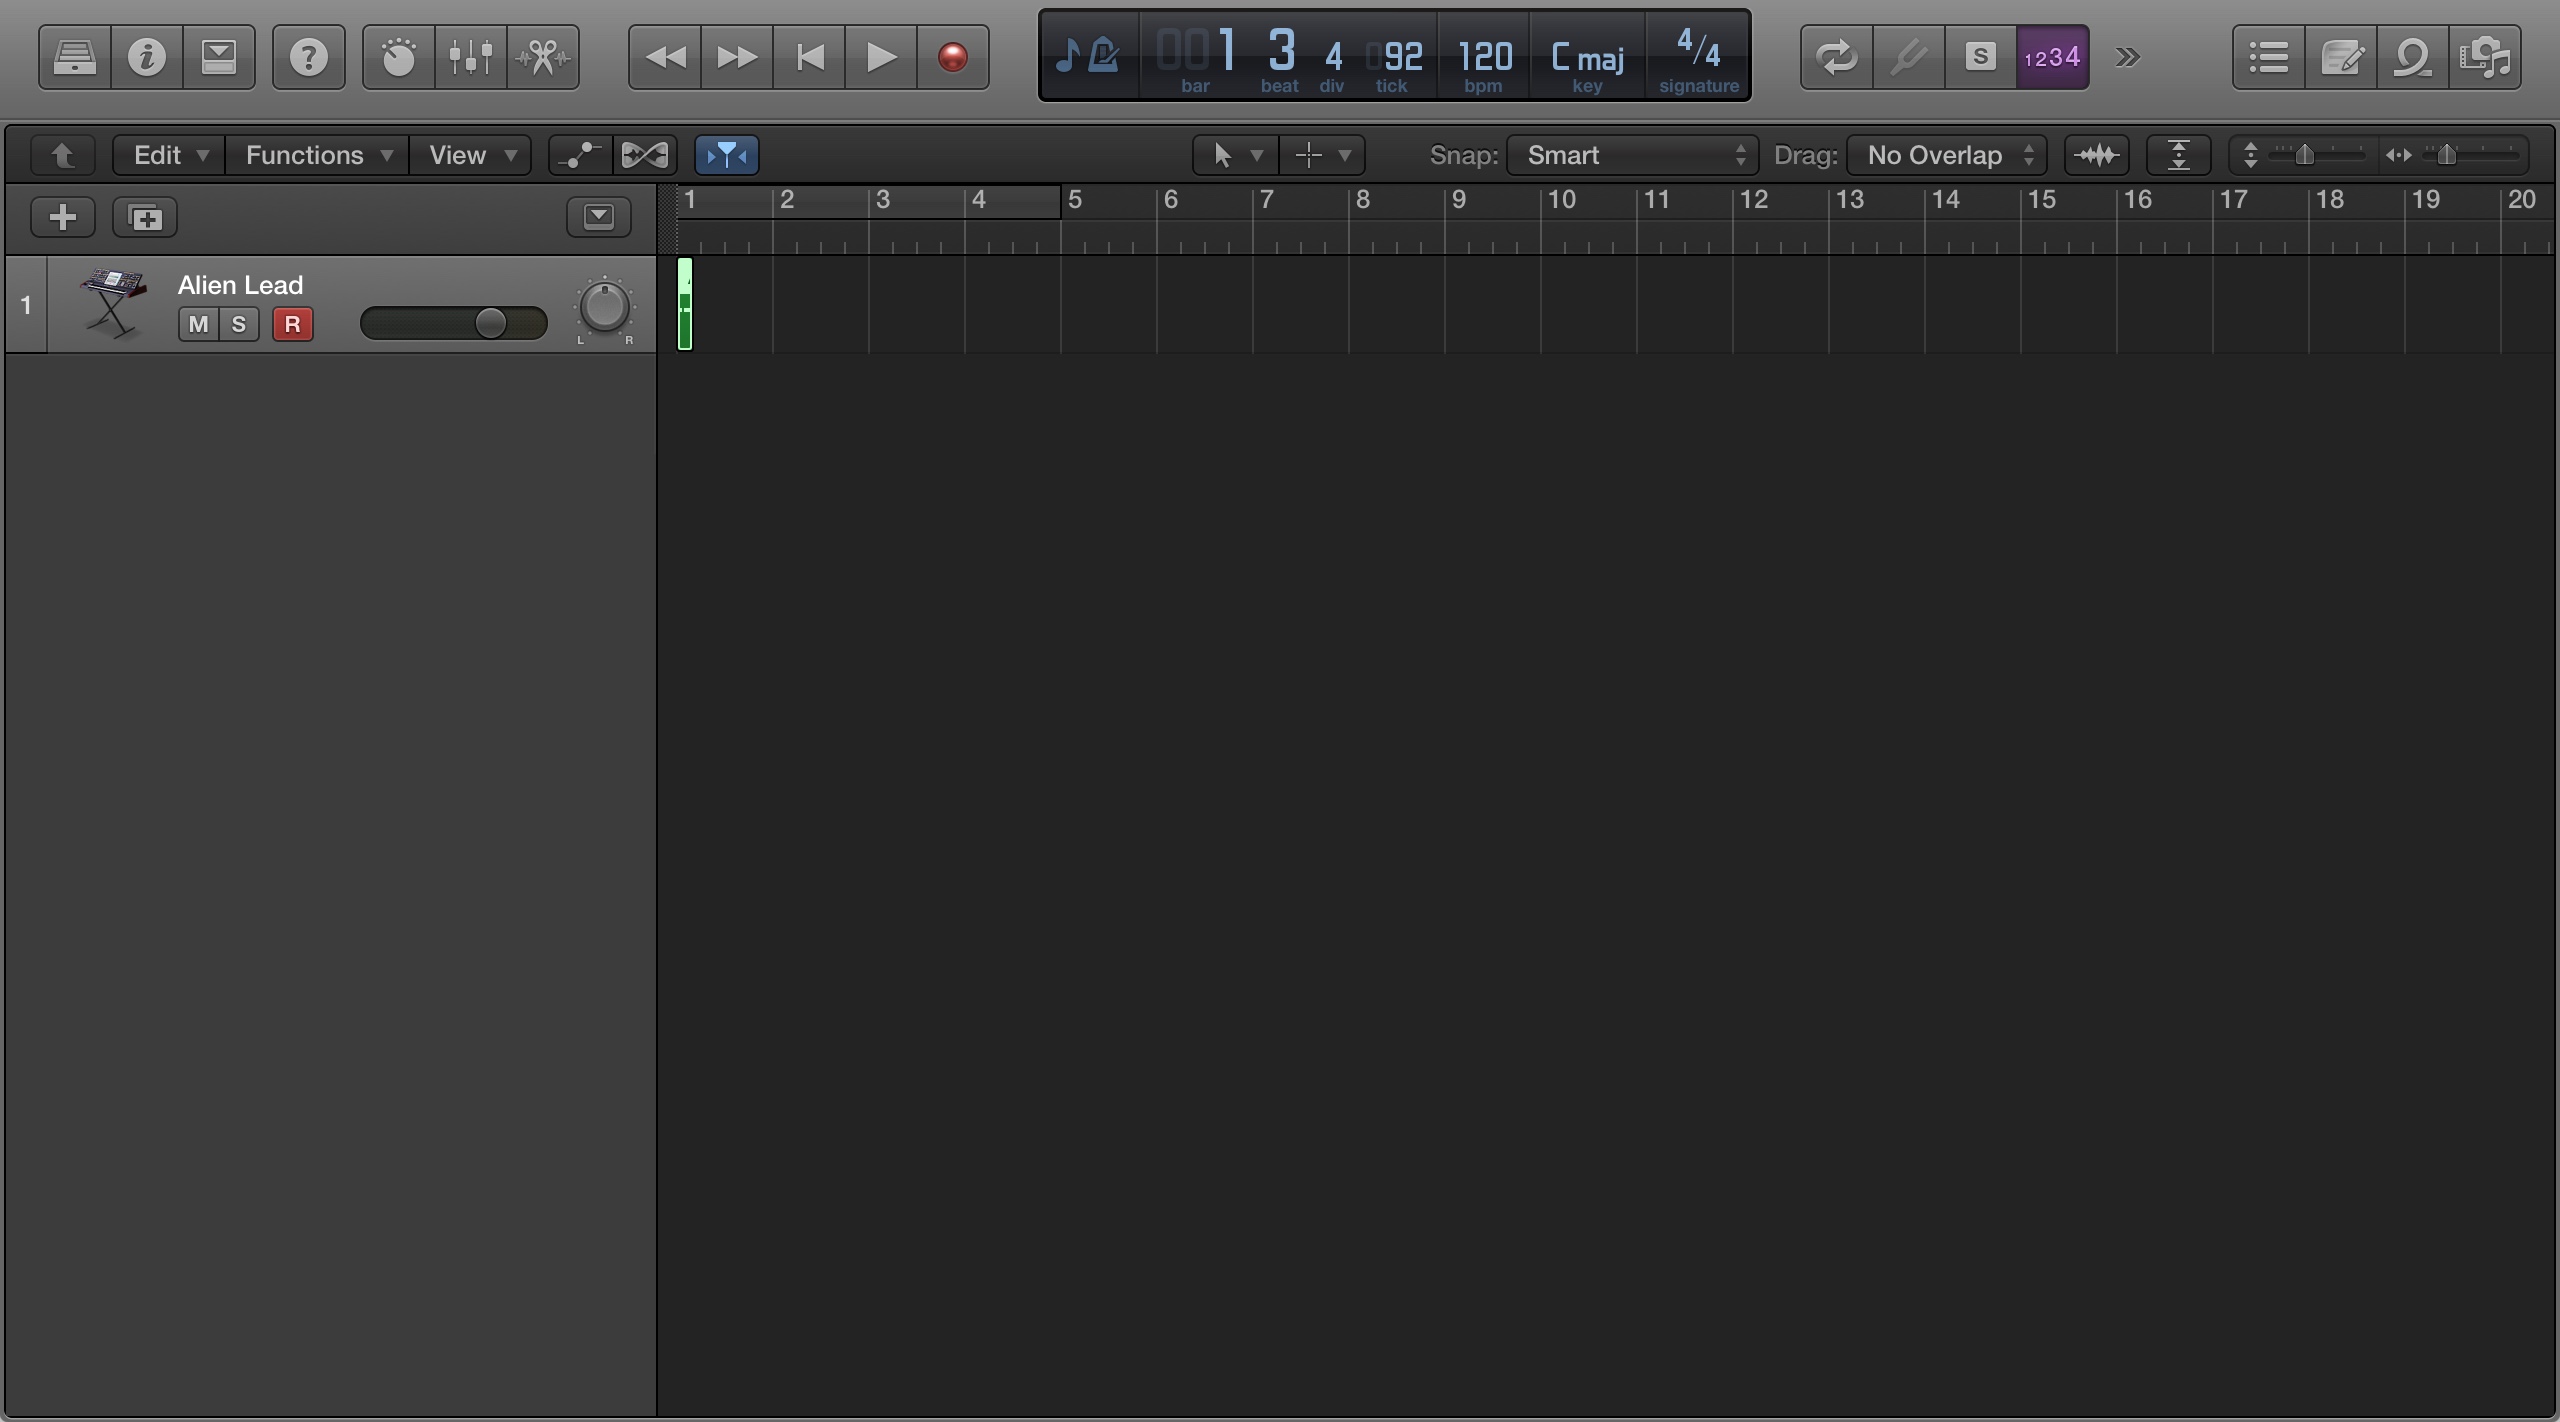 001 3 4 092 120 C maj 4/4
bar beat div tick bpm key signature
S 1234
Edit Functions View Snap: Smart Drag: No Overlap
1 2 3 4 5 6 7 8 9 10 11 12 13 14 15 16 17 18 19 20
1 Alien Lead
M S R
L R